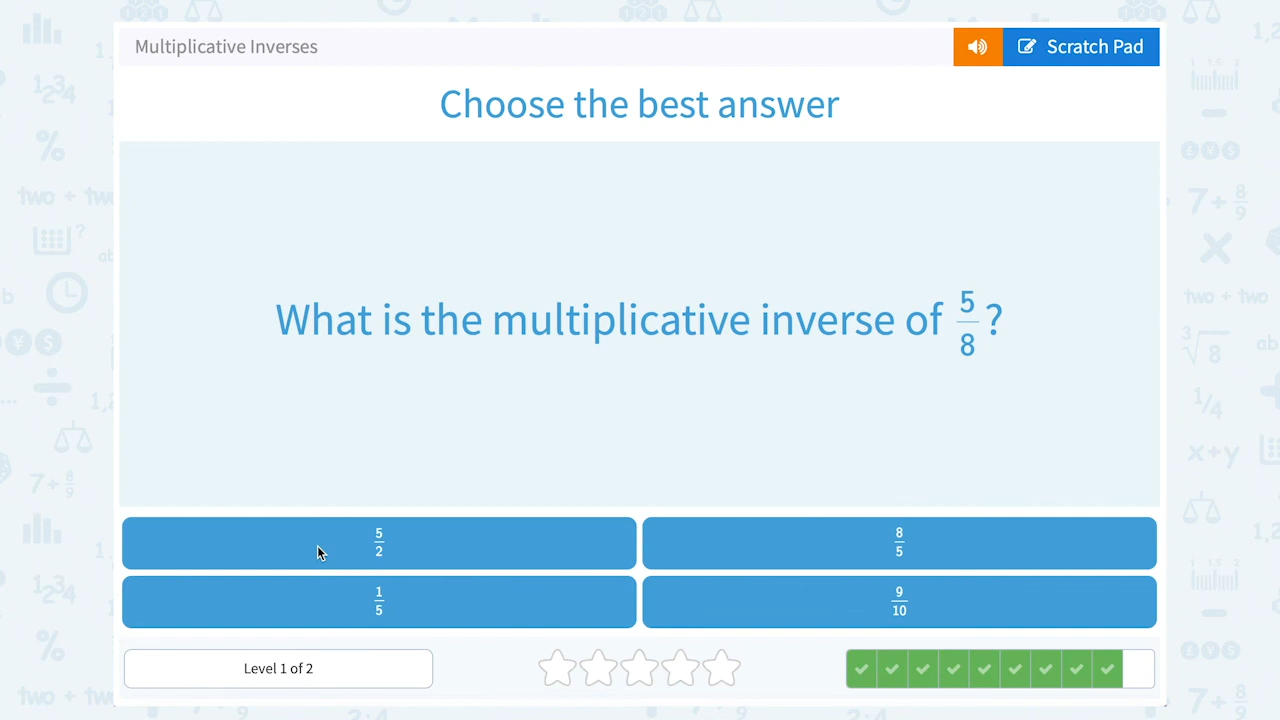 Multiplicative Inverses
Scratch Pad
Choose the best answer
What is the multiplicative inverse of 5/8?
5/2
8/5
1/5
9/10
Level 1 of 2